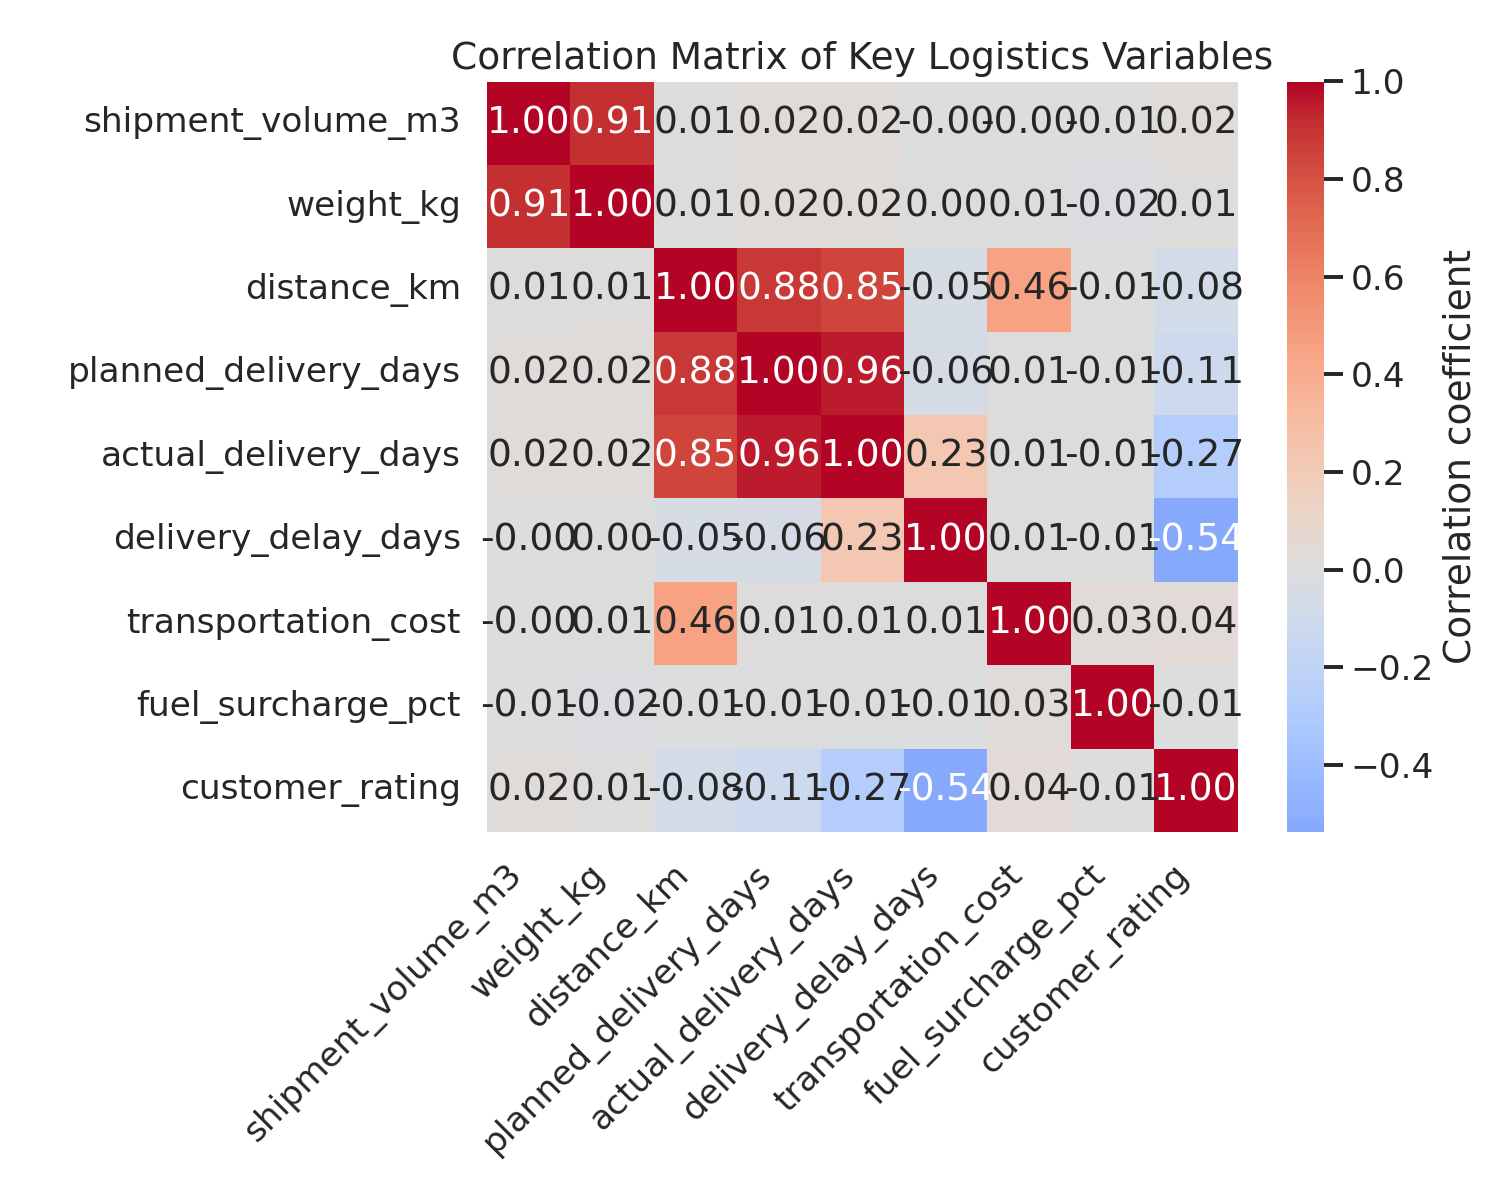 Correlation Matrix of Key Logistics Variables
shipment_volume_m3 1.00 0.91 0.01 0.02 0.02 -0.00 -0.00 -0.01 0.02
weight_kg 0.91 1.00 0.01 0.02 0.02 0.00 0.01 -0.02 0.01
distance_km 0.01 0.01 1.00 0.88 0.85 -0.05 0.46 -0.01 -0.08
planned_delivery_days 0.02 0.02 0.88 1.00 0.96 -0.06 0.01 -0.01 -0.11
actual_delivery_days 0.02 0.02 0.85 0.96 1.00 0.23 0.01 -0.01 -0.27
delivery_delay_days -0.00 0.00 -0.05 -0.06 0.23 1.00 0.01 -0.01 -0.54
transportation_cost -0.00 0.01 0.46 0.01 0.01 0.01 1.00 0.03 0.04
fuel_surcharge_pct -0.01 -0.02 -0.01 -0.01 -0.01 -0.01 0.03 1.00 -0.01
customer_rating 0.02 0.01 -0.08 -0.11 -0.27 -0.54 0.04 -0.01 1.00
shipment_volume_m3
weight_kg
distance_km
planned_delivery_days
actual_delivery_days
delivery_delay_days
transportation_cost
fuel_surcharge_pct
customer_rating
1.0
0.8
0.6
0.4
0.2
0.0
−0.2
−0.4
Correlation coefficient